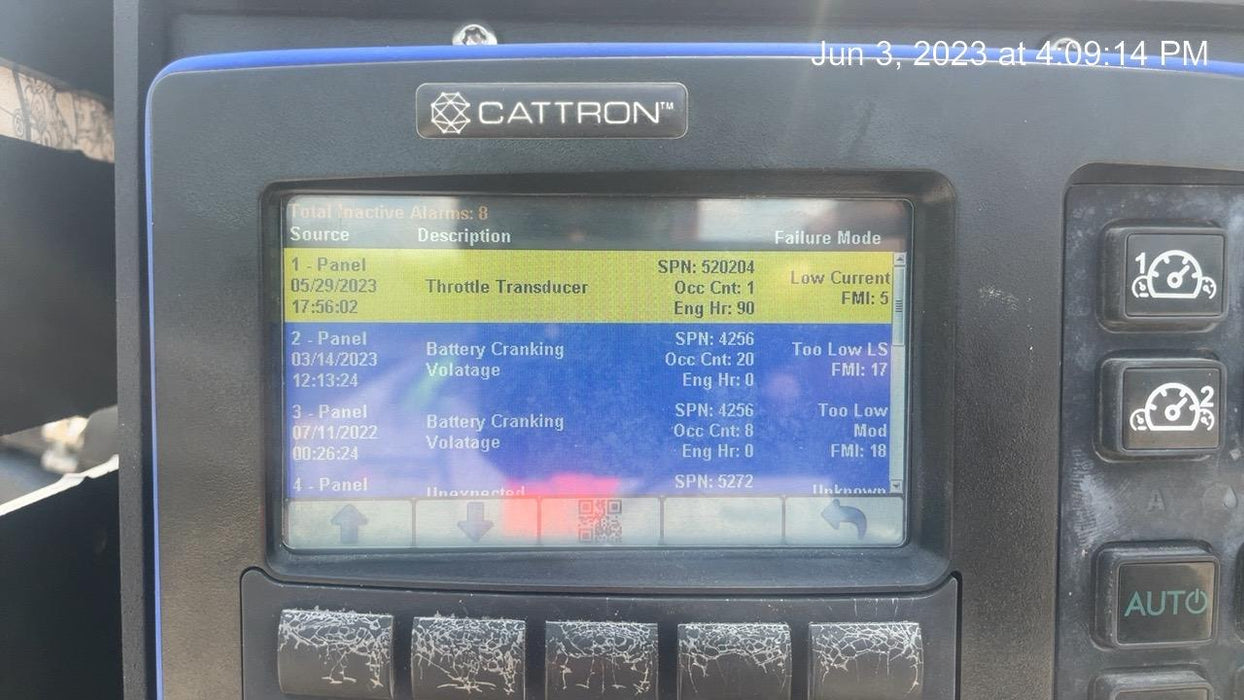 Jun 3, 2023 at 4:09:14 PM
CATTRON™
Total Inactive Alarms: 8
Source Description Failure Mode
1 - Panel
05/29/2023
17:56:02
Throttle Transducer
SPN: 520204
Occ Cnt: 1
Eng Hr: 90
Low Current
FMI: 5
2 - Panel
03/14/2023
12:13:24
Battery Cranking
Volatage
SPN: 4256
Occ Cnt: 20
Eng Hr: 0
Too Low LS
FMI: 17
3 - Panel
07/11/2022
00:26:24
Battery Cranking
Volatage
SPN: 4256
Occ Cnt: 8
Eng Hr: 0
Too Low
Mod
FMI: 18
4 - Panel
Unexpected
SPN: 5272
Unknown
1
2
A
AUTO